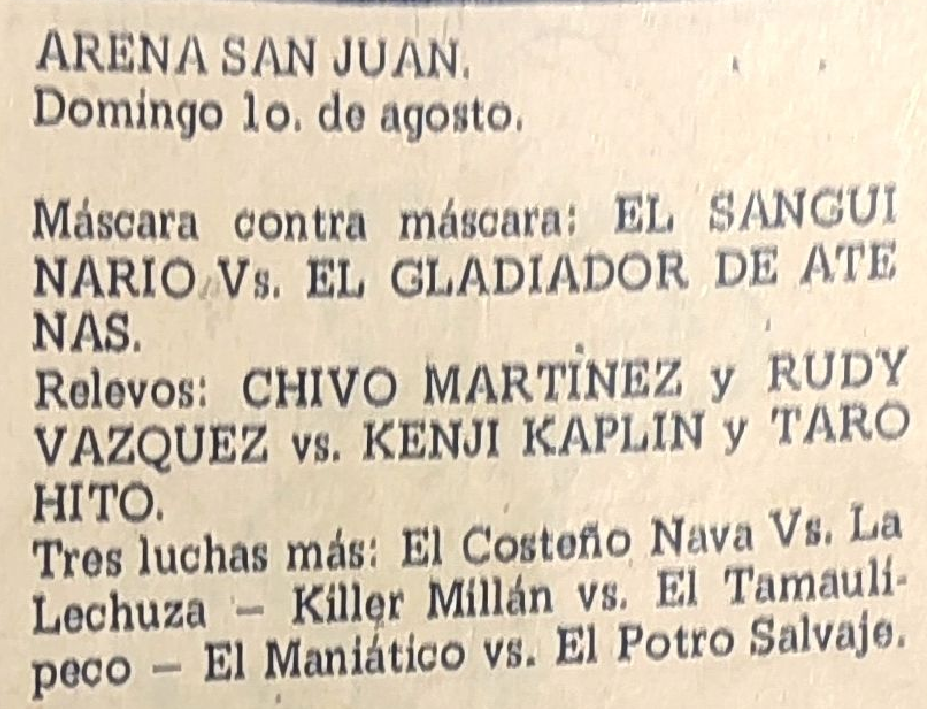 ARENA SAN JUAN.
Domingo 1o. de agosto.
Máscara contra máscara: EL SANGUI
NARIO Vs. EL GLADIADOR DE ATE
NAS.
Relevos: CHIVO MARTÍNEZ y RUDY
VAZQUEZ vs. KENJI KAPLIN y TARO
HITO.
Tres luchas más: El Costeño Nava Vs. La
Lechuza — Killer Millán vs. El Tamauli-
peco — El Maniático vs. El Potro Salvaje.